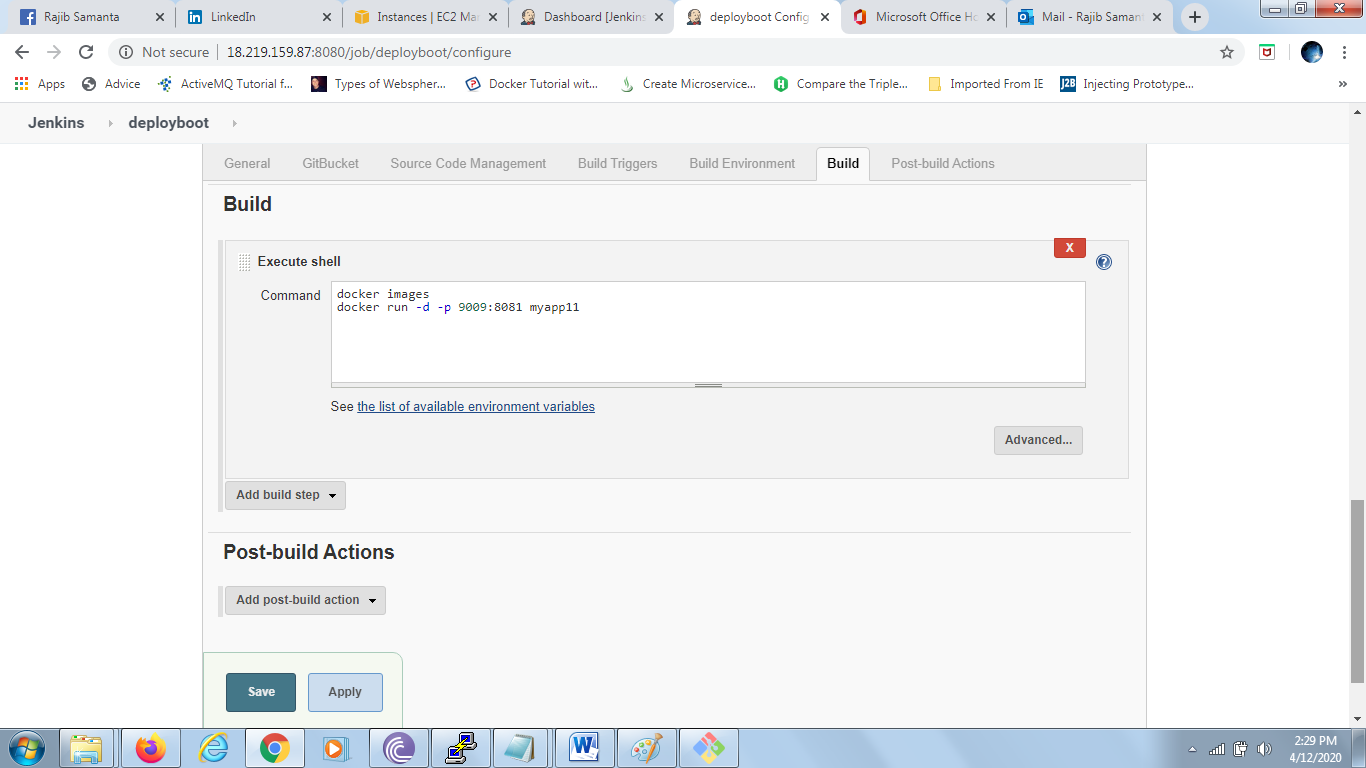 Rajib Samanta
LinkedIn
Instances | EC2 Mar
Dashboard [Jenkins
deployboot Config
Microsoft Office Ho
Mail - Rajib Samant
Not secure | 18.219.159.87:8080/job/deployboot/configure
Apps
Advice
ActiveMQ Tutorial f...
Types of Webspher...
Docker Tutorial wit...
Create Microservice...
Compare the Triple...
Imported From IE
J2B
Injecting Prototype...
»
Jenkins
deployboot
General
GitBucket
Source Code Management
Build Triggers
Build Environment
Build
Post-build Actions
Build
X
Execute shell
?
Command
docker images
docker run -d -p 9009:8081 myapp11
See the list of available environment variables
Advanced...
Add build step
Post-build Actions
Add post-build action
Save
Apply
2:29 PM
4/12/2020